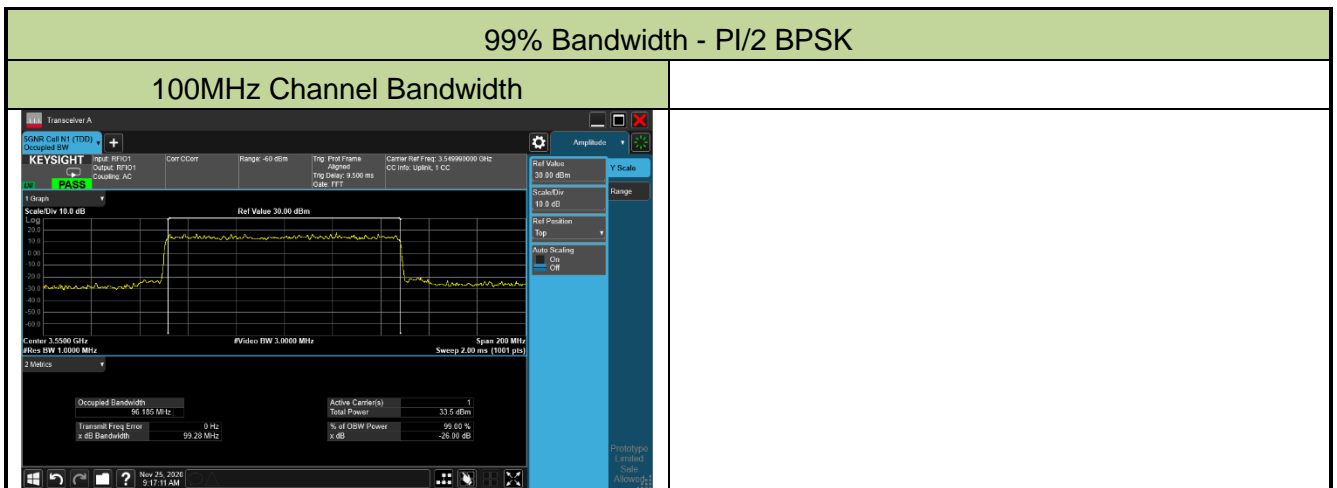 99% Bandwidth - PI/2 BPSK
100MHz Channel Bandwidth
Transceiver A
5GNR Cell N1 (TDD)
Occupied BW
Amplitude
KEYSIGHT
Input: RFIO1
Output: RFIO1
Coupling: AC
Corr CCorr
Range: -60 dBm
Trig: Prot Frame
Aligned
Trig Delay: 9.500 ms
Gate: FFT
Carrier Ref Freq: 3.549990000 GHz
CC Info: Uplink, 1 CC
PASS
1 Graph
Scale/Div 10.0 dB
Ref Value 30.00 dBm
Log
20.0
10.0
0.00
-10.0
-20.0
-30.0
-40.0
-50.0
-60.0
Center 3.5500 GHz
#Video BW 3.0000 MHz
Span 200 MHz
#Res BW 1.0000 MHz
Sweep 2.00 ms (1001 pts)
2 Metrics
Occupied Bandwidth
96.185 MHz
Transmit Freq Error 0 Hz
x dB Bandwidth 99.28 MHz
Active Carrier(s) 1
Total Power 33.5 dBm
% of OBW Power 99.00 %
x dB -26.00 dB
Ref Value
30.00 dBm
Scale/Div
10.0 dB
Ref Position
Top
Auto Scaling
On
Off
Y Scale
Range
Prototype
Limited
Sale
Allowed
Nov 25, 2020
9:17:11 AM